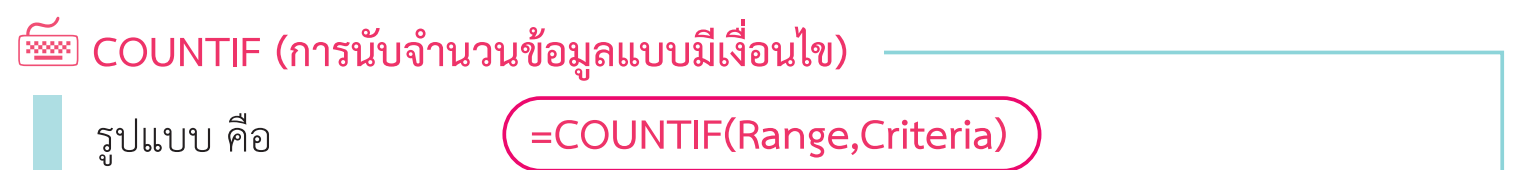 COUNTIF (การนับจำนวนข้อมูลแบบมีเงื่อนไข)
รูปแบบ คือ =COUNTIF(Range,Criteria)